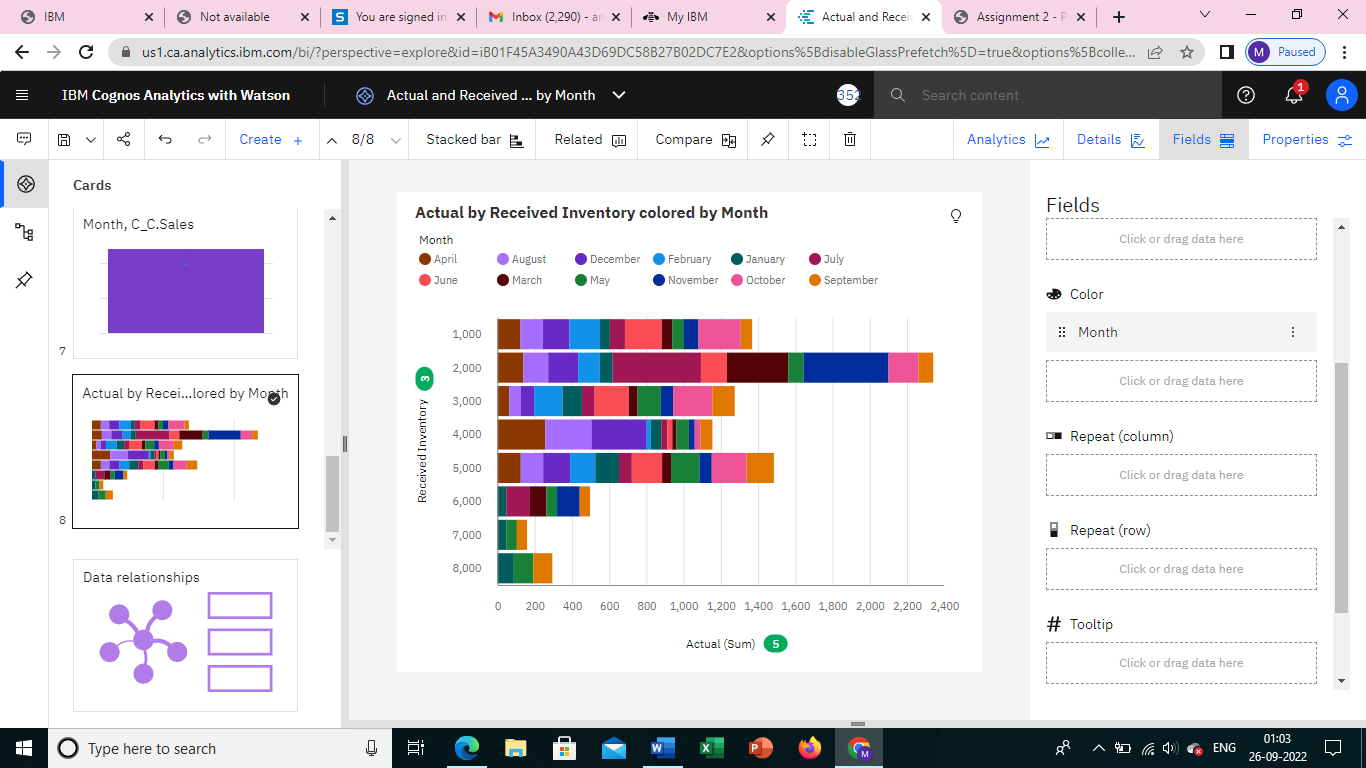 IBM
Not available
You are signed in
Inbox (2,290) - an
My IBM
Actual and Recei
Assignment 2 - P
us1.ca.analytics.ibm.com/bi/?perspective=explore&id=iB01F45A3490A43D69DC58B27B02DC7E2&options%5BdisableGlassPrefetch%5D=true&options%5Bcolle...
M Paused
IBM Cognos Analytics with Watson
Actual and Received ... by Month
352
Search content
1
Create +
8/8
Stacked bar
Related
Compare
Analytics
Details
Fields
Properties
Cards
Month, C_C.Sales
7
Actual by Recei...lored by Month
8
Data relationships
Actual by Received Inventory colored by Month
Month
April August December February January July
June March May November October September
Received Inventory 3
1,000
2,000
3,000
4,000
5,000
6,000
7,000
8,000
0 200 400 600 800 1,000 1,200 1,400 1,600 1,800 2,000 2,200 2,400
Actual (Sum) 5
Fields
Click or drag data here
Color
Month
Click or drag data here
Repeat (column)
Click or drag data here
Repeat (row)
Click or drag data here
# Tooltip
Click or drag data here
Type here to search
ENG
01:03
26-09-2022